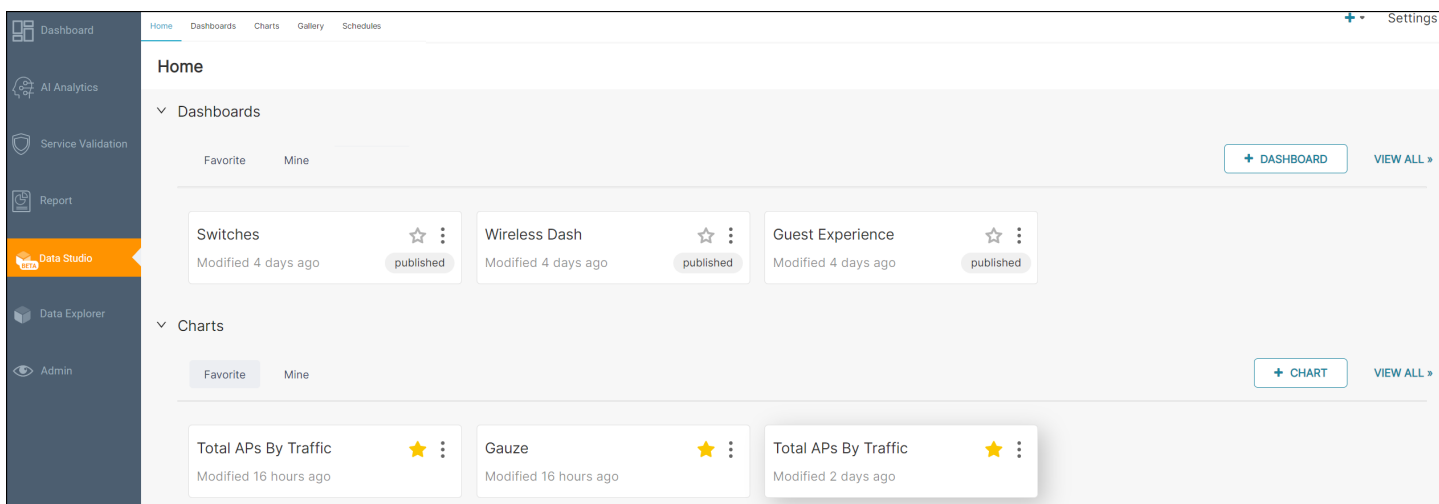 Dashboard
AI Analytics
Service Validation
Report
BETA
Data Studio
Data Explorer
Admin
Home Dashboards Charts Gallery Schedules
+ Settings
Home
Dashboards
Favorite Mine
+ DASHBOARD VIEW ALL »
Switches
Modified 4 days ago published
Wireless Dash
Modified 4 days ago published
Guest Experience
Modified 4 days ago published
Charts
Favorite Mine
+ CHART VIEW ALL »
Total APs By Traffic
Modified 16 hours ago
Gauze
Modified 16 hours ago
Total APs By Traffic
Modified 2 days ago